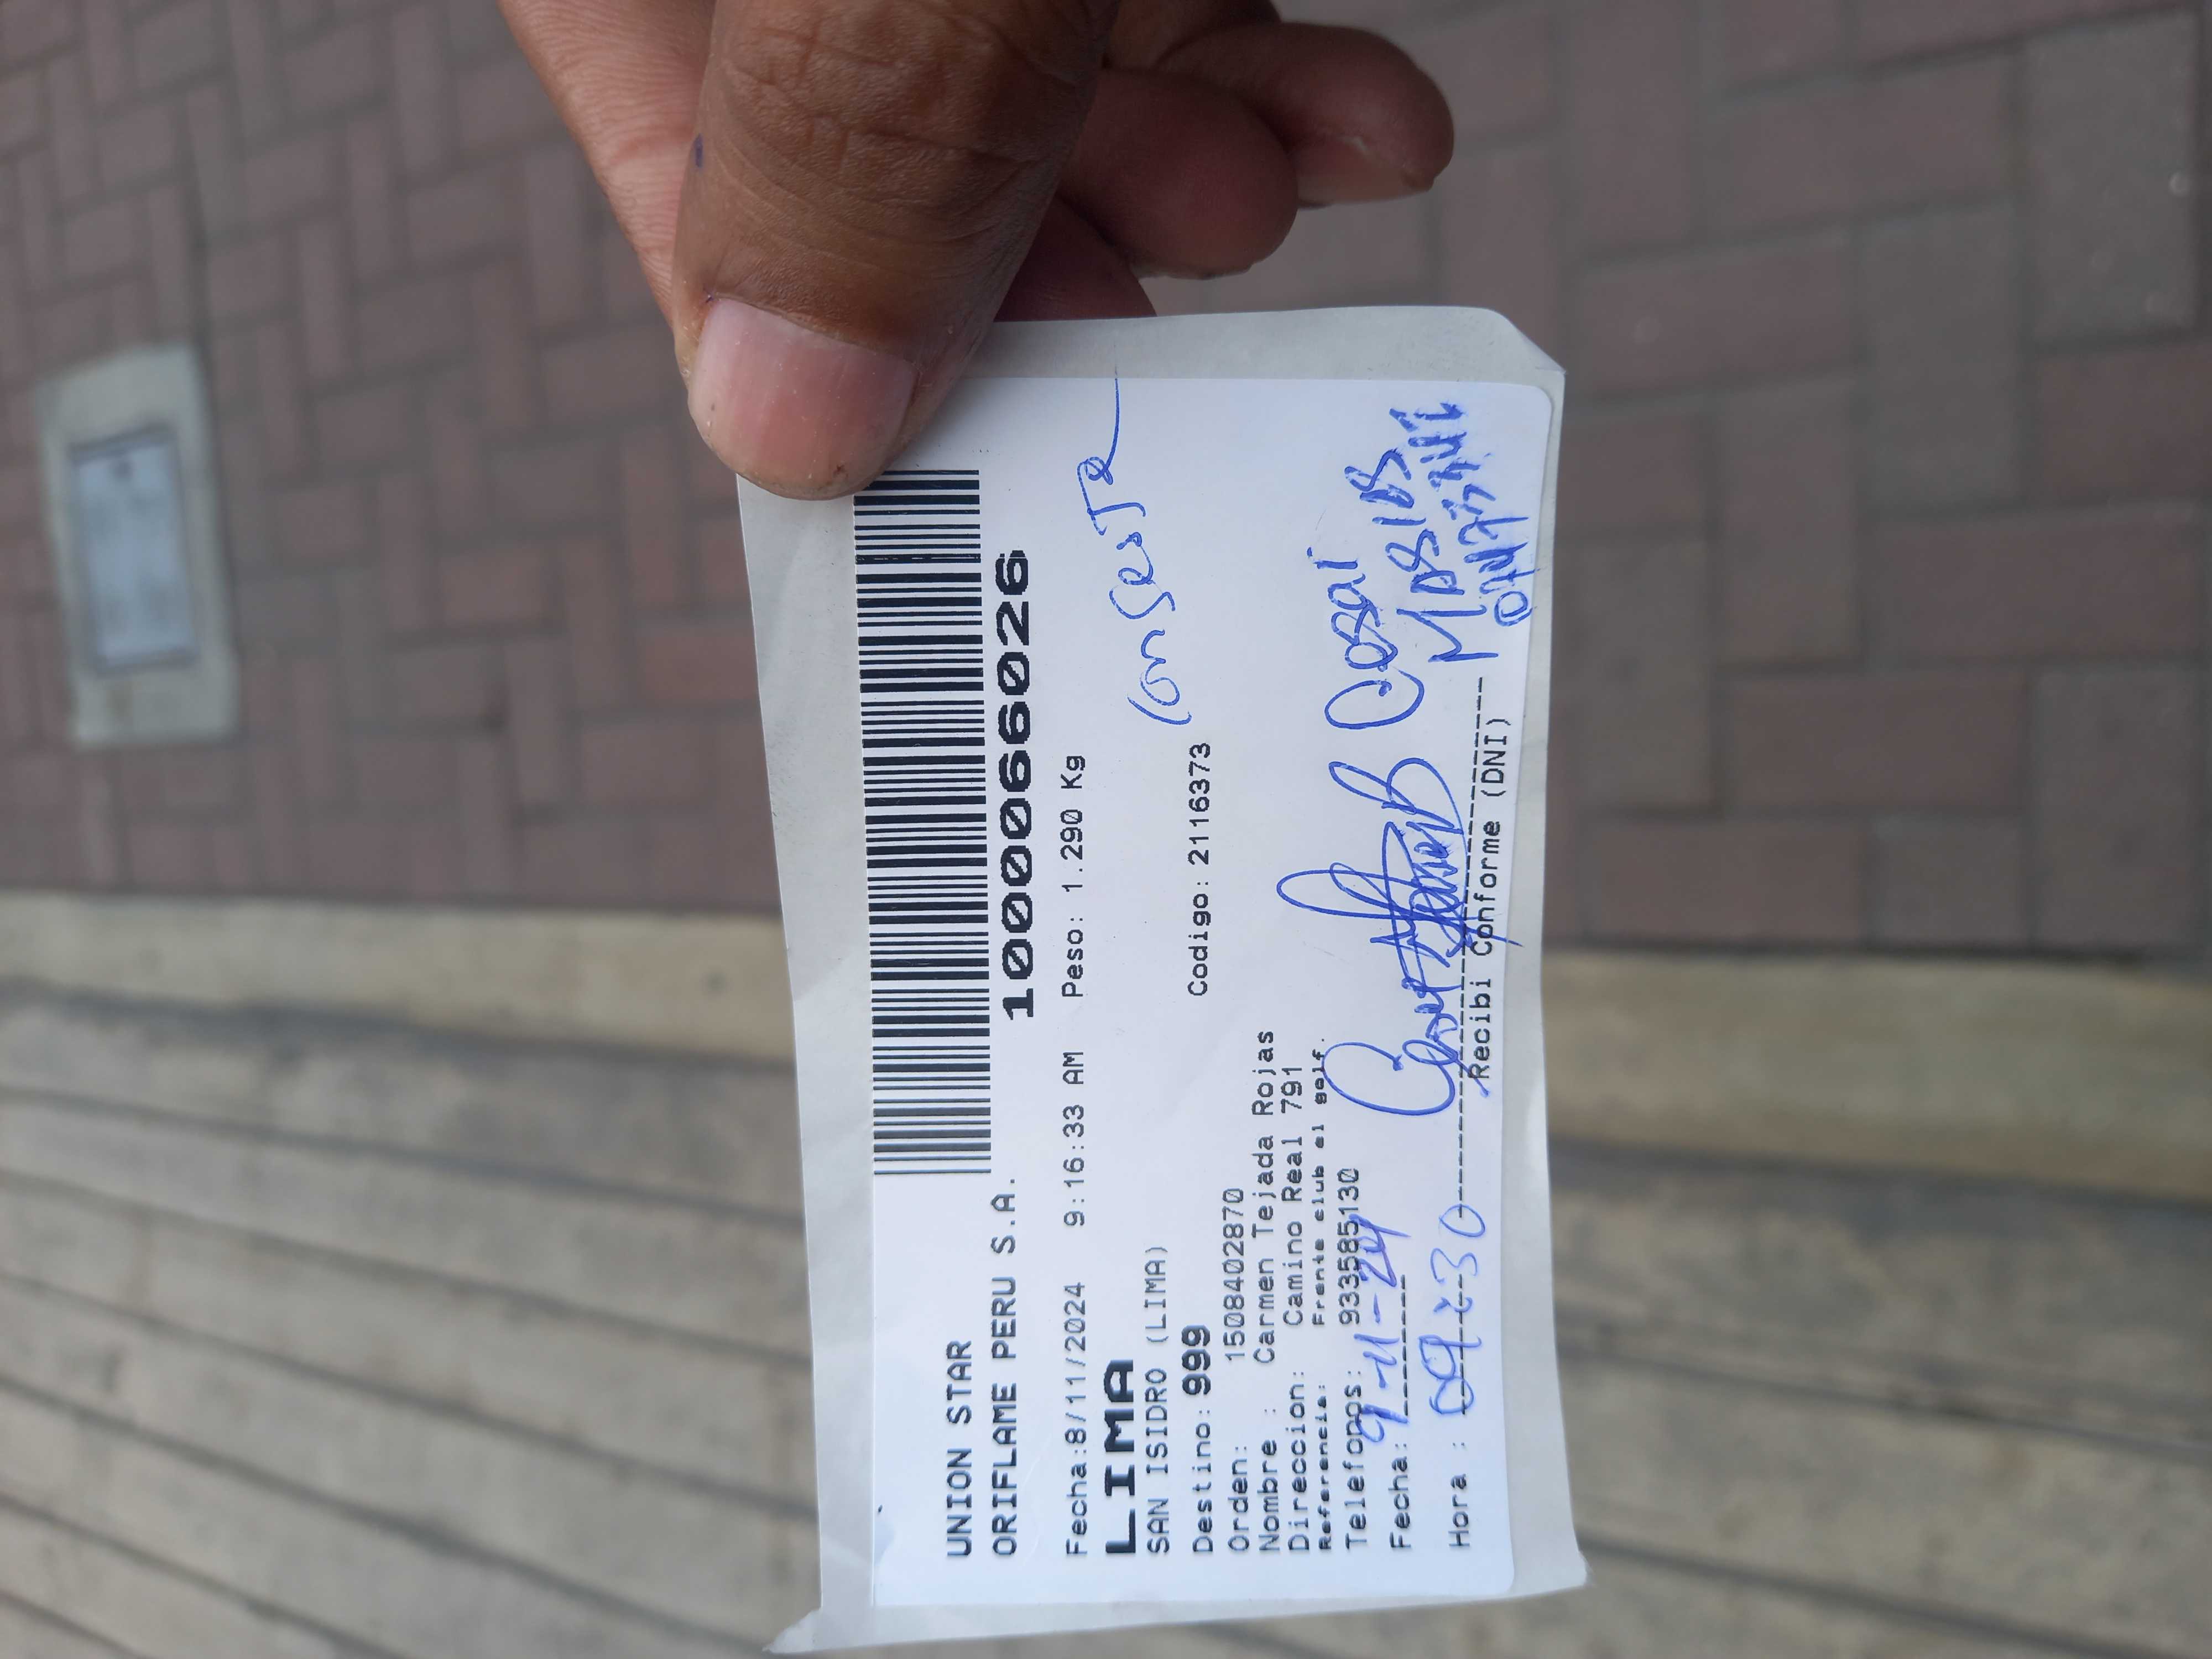 UNION STAR
ORIFLAME PERU S.A.
1000066026
Fecha:8/11/2024 9:16:33 AM Peso: 1.290 Kg
LIMA
SAN ISIDRO (LIMA)
Destino: 999 Codigo: 2116373
Orden: 1508402870
Nombre : Carmen Tejada Rojas
Direccion: Camino Real 791
Referencia: Frente club el golf.
Telefonos: 933585130
Fecha: 9-11-24
Hora : 09:30
Recibi Conforme (DNI)